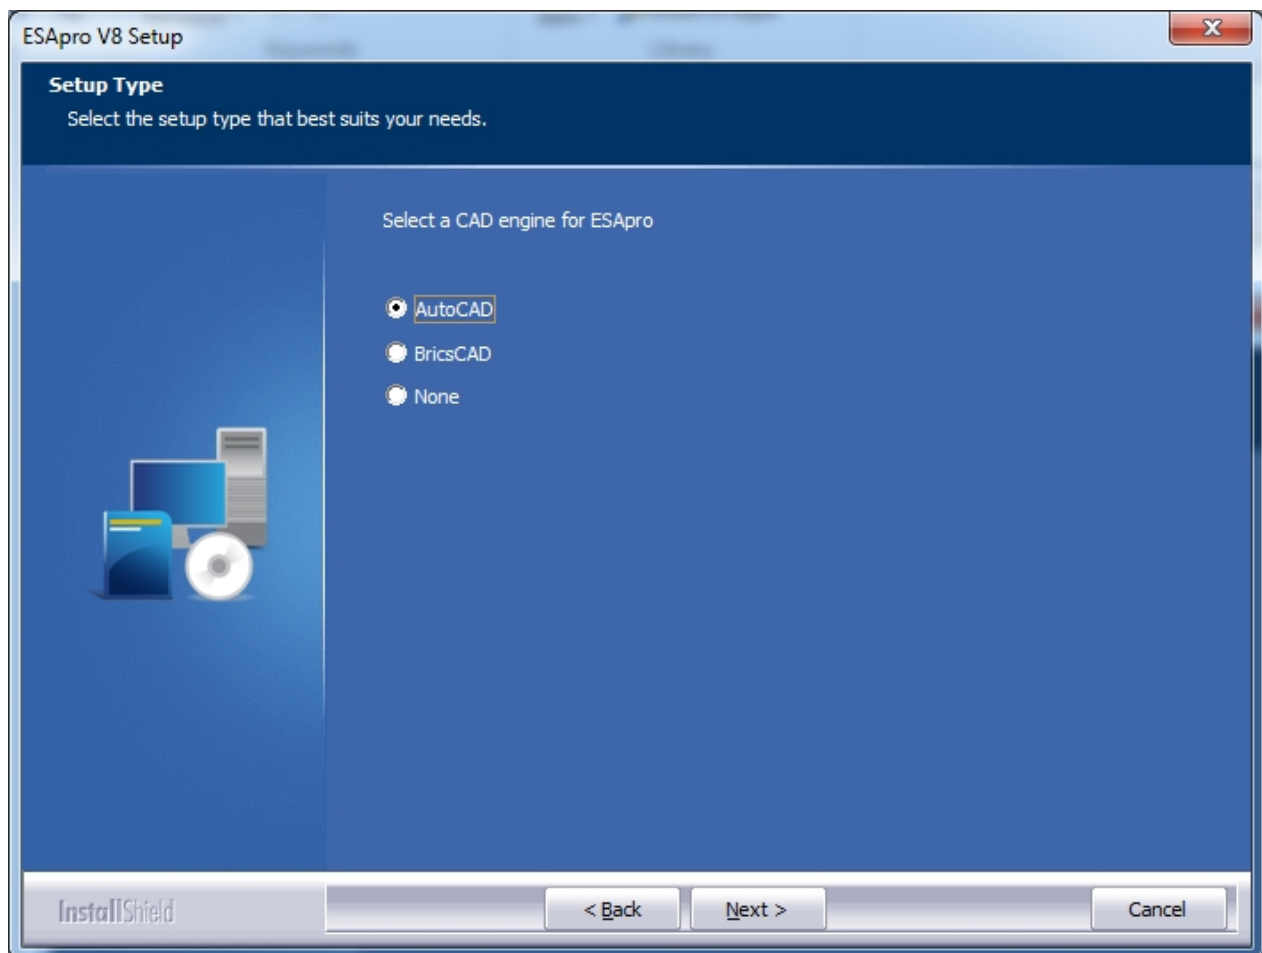 ESApro V8 Setup
Setup Type
Select the setup type that best suits your needs.
Select a CAD engine for ESApro
AutoCAD
BricsCAD
None
InstallShield
< Back
Next >
Cancel